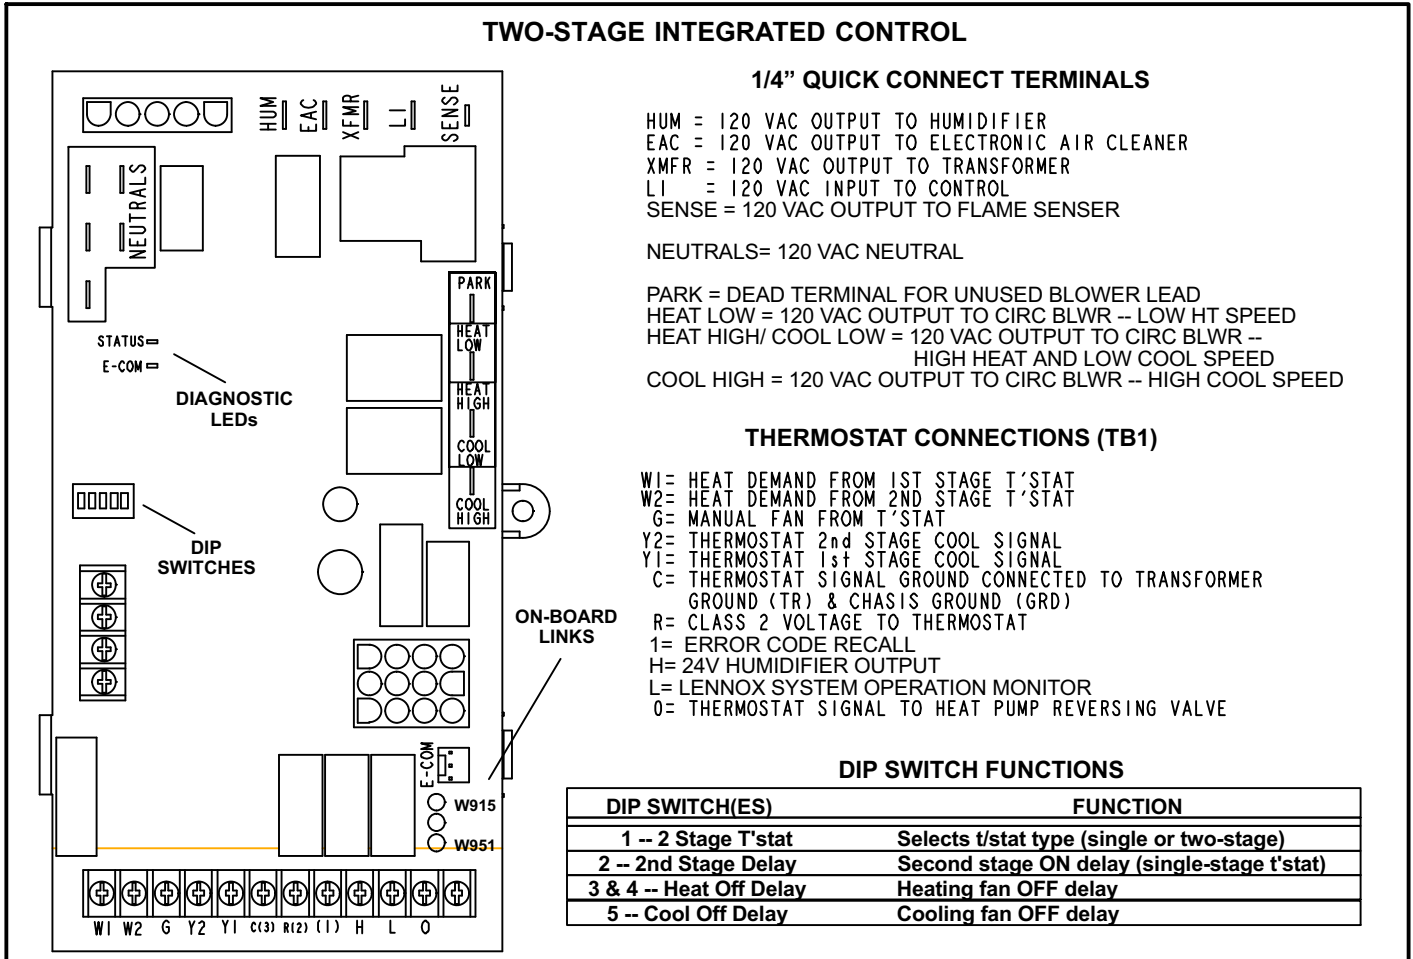 TWO-STAGE INTEGRATED CONTROL
HUM
EAC
XFMR
L1
SENSE
NEUTRALS
STATUS
E-COM
DIAGNOSTIC
LEDs
PARK
HEAT
LOW
HEAT
HIGH
COOL
LOW
COOL
HIGH
DIP
SWITCHES
ON-BOARD
LINKS
E-COM
W915
W951
W1 W2 G Y2 Y1 C(3) R(2) (1) H L O
1/4” QUICK CONNECT TERMINALS
HUM = 120 VAC OUTPUT TO HUMIDIFIER
EAC = 120 VAC OUTPUT TO ELECTRONIC AIR CLEANER
XMFR = 120 VAC OUTPUT TO TRANSFORMER
L1 = 120 VAC INPUT TO CONTROL
SENSE = 120 VAC OUTPUT TO FLAME SENSER
NEUTRALS= 120 VAC NEUTRAL
PARK = DEAD TERMINAL FOR UNUSED BLOWER LEAD
HEAT LOW = 120 VAC OUTPUT TO CIRC BLWR -- LOW HT SPEED
HEAT HIGH/ COOL LOW = 120 VAC OUTPUT TO CIRC BLWR --
HIGH HEAT AND LOW COOL SPEED
COOL HIGH = 120 VAC OUTPUT TO CIRC BLWR -- HIGH COOL SPEED
THERMOSTAT CONNECTIONS (TB1)
W1= HEAT DEMAND FROM 1ST STAGE T'STAT
W2= HEAT DEMAND FROM 2ND STAGE T'STAT
G= MANUAL FAN FROM T'STAT
Y2= THERMOSTAT 2nd STAGE COOL SIGNAL
Y1= THERMOSTAT 1st STAGE COOL SIGNAL
C= THERMOSTAT SIGNAL GROUND CONNECTED TO TRANSFORMER
GROUND (TR) & CHASIS GROUND (GRD)
R= CLASS 2 VOLTAGE TO THERMOSTAT
1= ERROR CODE RECALL
H= 24V HUMIDIFIER OUTPUT
L= LENNOX SYSTEM OPERATION MONITOR
O= THERMOSTAT SIGNAL TO HEAT PUMP REVERSING VALVE
DIP SWITCH FUNCTIONS
DIP SWITCH(ES) FUNCTION
1 -- 2 Stage T'stat Selects t/stat type (single or two-stage)
2 -- 2nd Stage Delay Second stage ON delay (single-stage t'stat)
3 & 4 -- Heat Off Delay Heating fan OFF delay
5 -- Cool Off Delay Cooling fan OFF delay